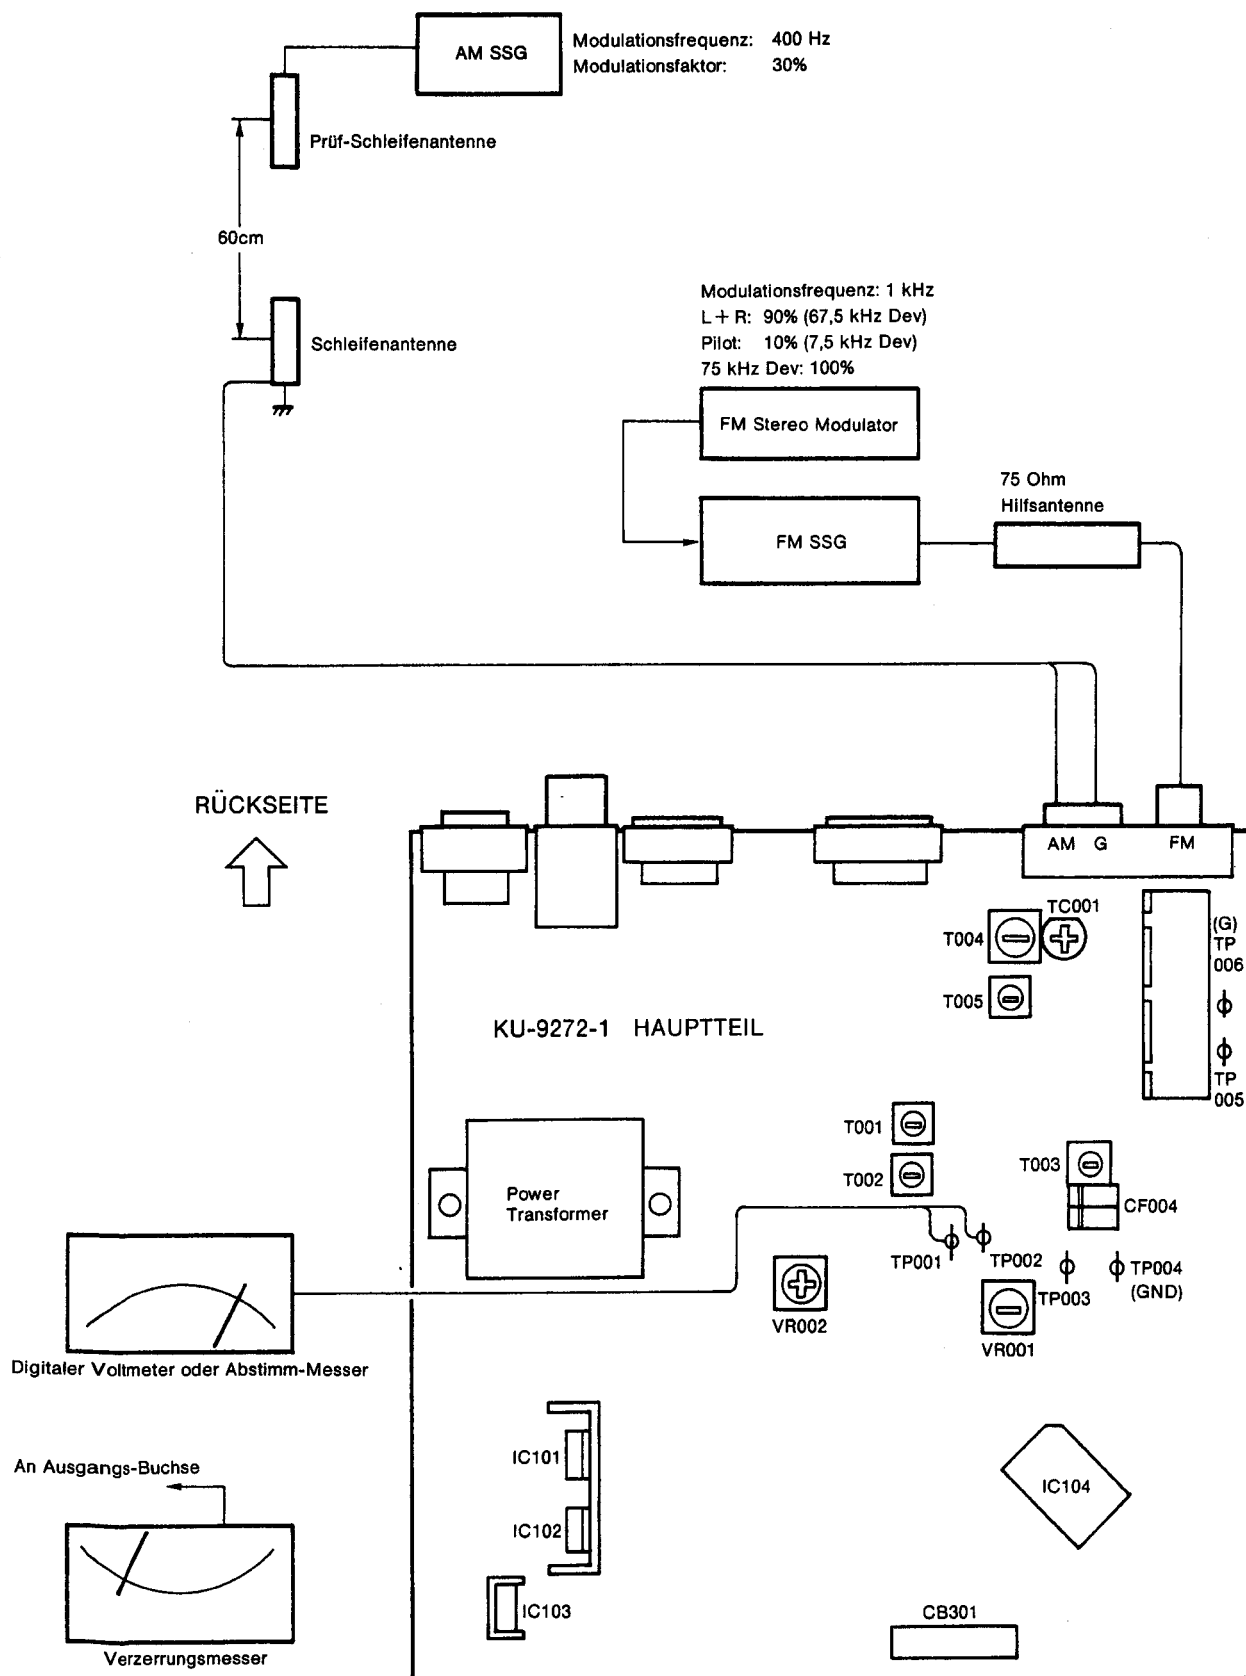 AM SSG
Modulationsfrequenz: 400 Hz
Modulationsfaktor: 30%
Prüf-Schleifenantenne
60cm
Schleifenantenne
Modulationsfrequenz: 1 kHz
L + R: 90% (67,5 kHz Dev)
Pilot: 10% (7,5 kHz Dev)
75 kHz Dev: 100%
FM Stereo Modulator
75 Ohm
Hilfsantenne
FM SSG
RÜCKSEITE
AM G FM
TC001
T004
(G)
TP
006
T005
KU-9272-1 HAUPTTEIL
TP
005
T001
T003
T002
Power
Transformer
CF004
TP001
TP002
TP004
(GND)
TP003
VR002
VR001
Digitaler Voltmeter oder Abstimm-Messer
An Ausgangs-Buchse
IC101
IC104
IC102
IC103
CB301
Verzerrungsmesser